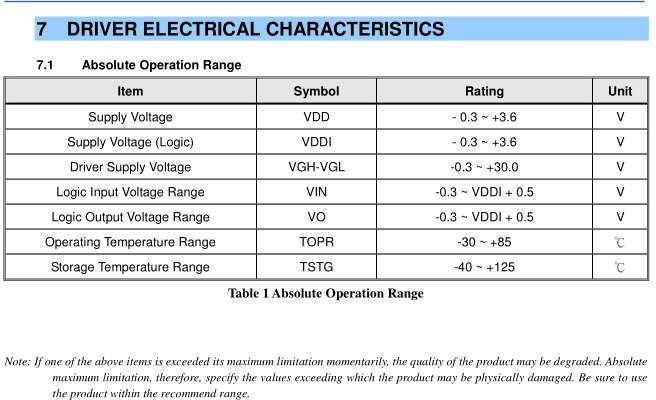 7 DRIVER ELECTRICAL CHARACTERISTICS
7.1 Absolute Operation Range
Item Symbol Rating Unit
Supply Voltage VDD - 0.3 ~ +3.6 V
Supply Voltage (Logic) VDDI - 0.3 ~ +3.6 V
Driver Supply Voltage VGH-VGL -0.3 ~ +30.0 V
Logic Input Voltage Range VIN -0.3 ~ VDDI + 0.5 V
Logic Output Voltage Range VO -0.3 ~ VDDI + 0.5 V
Operating Temperature Range TOPR -30 ~ +85 ℃
Storage Temperature Range TSTG -40 ~ +125 ℃
Table 1 Absolute Operation Range
Note: If one of the above items is exceeded its maximum limitation momentarily, the quality of the product may be degraded. Absolute
maximum limitation, therefore, specify the values exceeding which the product may be physically damaged. Be sure to use
the product within the recommend range.